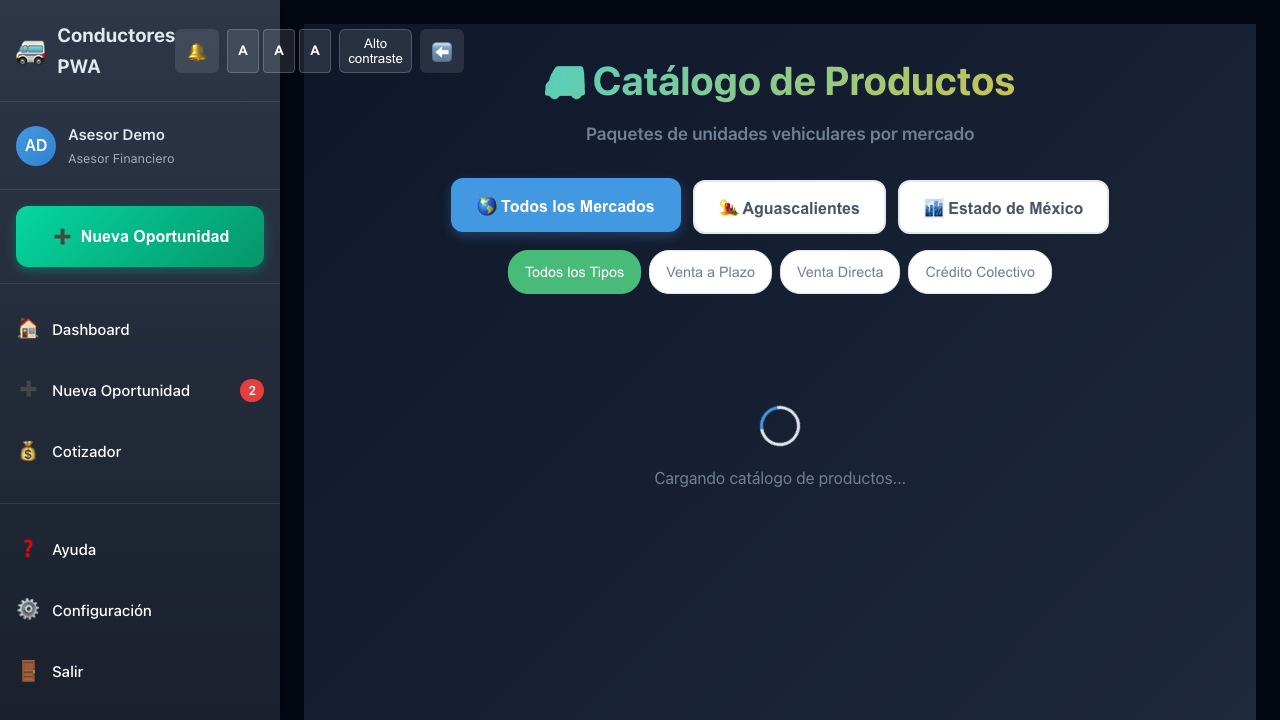 Conductores
PWA
A
A
A
Alto
contraste
AD
Asesor Demo
Asesor Financiero
Nueva Oportunidad
Dashboard
Nueva Oportunidad
2
Cotizador
Ayuda
Configuración
Salir
Catálogo de Productos
Paquetes de unidades vehiculares por mercado
Todos los Mercados
Aguascalientes
Estado de México
Todos los Tipos
Venta a Plazo
Venta Directa
Crédito Colectivo
Cargando catálogo de productos...